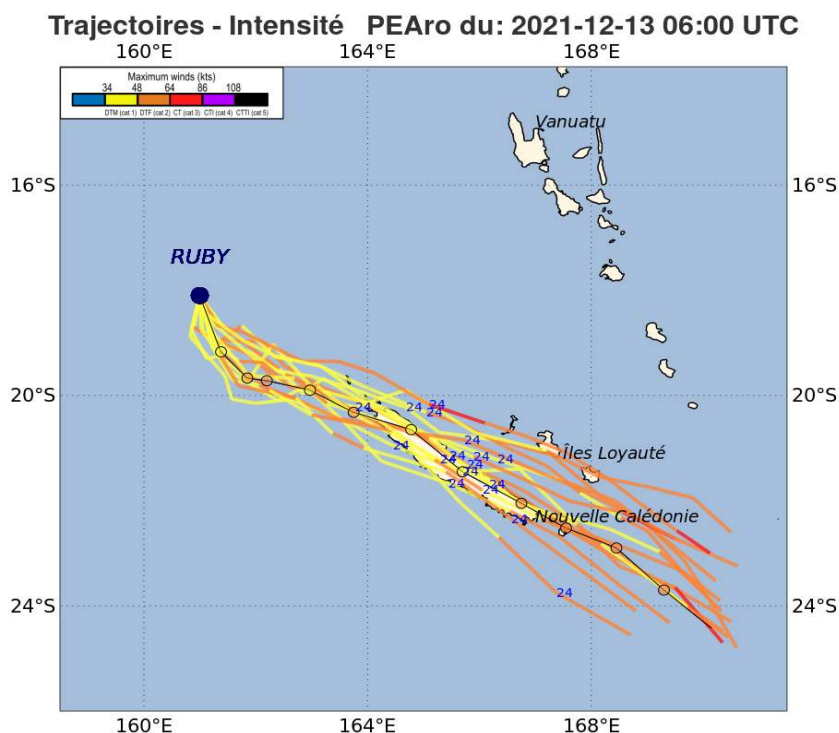 Trajectoires - Intensité PEAro du: 2021-12-13 06:00 UTC
160°E 164°E 168°E
Maximum winds (kts)
34 48 64 86 108
DTM (cat 1) DTF (cat 2) CT (cat 3) CTI (cat 4) CTTI (cat 5)
Vanuatu
16°S 16°S
RUBY
20°S 20°S
24 24 24 24
24 24
Îles Loyauté
24 24 24 24 24 24
24
24 24 24
24
Nouvelle Calédonie
24
24°S 24°S
160°E 164°E 168°E